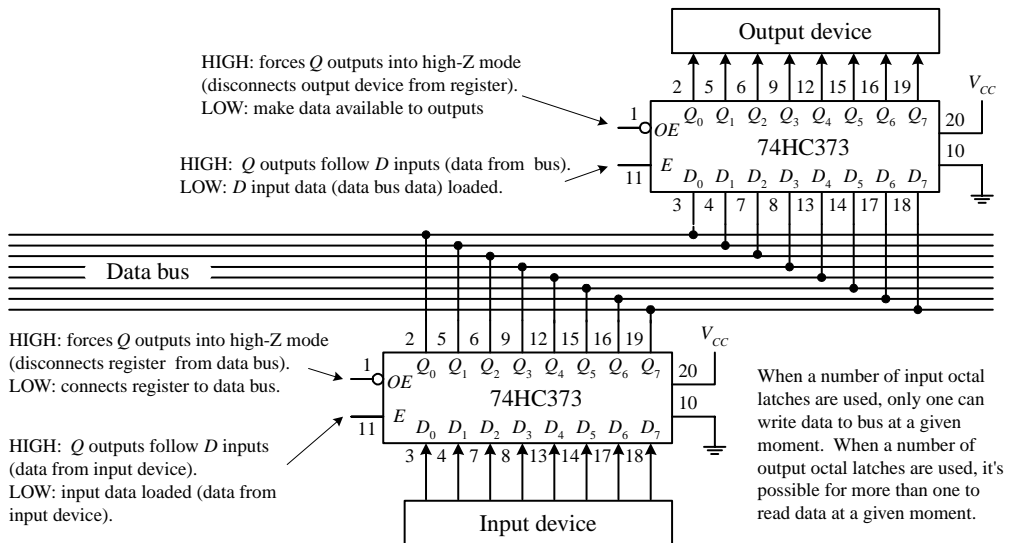 Output device
HIGH: forces Q outputs into high-Z mode
(disconnects output device from register).
LOW: make data available to outputs
2 5 6 9 12 15 16 19
V_CC
1
OE
Q0 Q1 Q2 Q3 Q4 Q5 Q6 Q7
20
74HC373
10
HIGH: Q outputs follow D inputs (data from bus).
LOW: D input data (data bus data) loaded.
E
11
D0 D1 D2 D3 D4 D5 D6 D7
3 4 7 8 13 14 17 18
Data bus
HIGH: forces Q outputs into high-Z mode
(disconnects register from data bus).
LOW: connects register to data bus.
2 5 6 9 12 15 16 19
V_CC
1
OE
Q0 Q1 Q2 Q3 Q4 Q5 Q6 Q7
20
74HC373
10
E
11
D0 D1 D2 D3 D4 D5 D6 D7
3 4 7 8 13 14 17 18
HIGH: Q outputs follow D inputs
(data from input device).
LOW: input data loaded (data from
input device).
Input device
When a number of input octal
latches are used, only one can
write data to bus at a given
moment. When a number of
output octal latches are used, it's
possible for more than one to
read data at a given moment.